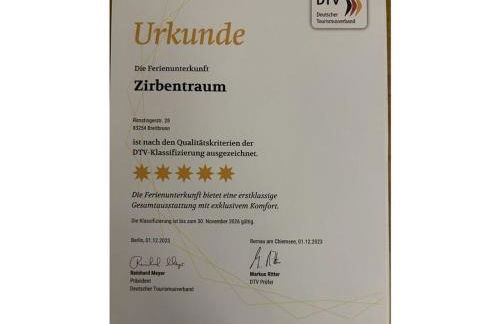 DTV
Deutscher
Tourismusverband
Urkunde
Die Ferienunterkunft
Zirbentraum
Rimstingerstr. 29
83254 Breitbrunn
ist nach den Qualitätskriterien der
DTV-Klassifizierung ausgezeichnet.
Die Ferienunterkunft bietet eine erstklassige
Gesamtausstattung mit exklusivem Komfort.
Die Klassifizierung ist bis zum 30. November 2026 gültig.
Berlin, 01.12.2023
Bernau am Chiemsee, 01.12.2023
Reinhard Meyer
Präsident
Deutscher Tourismusverband
Markus Ritter
DTV Prüfer